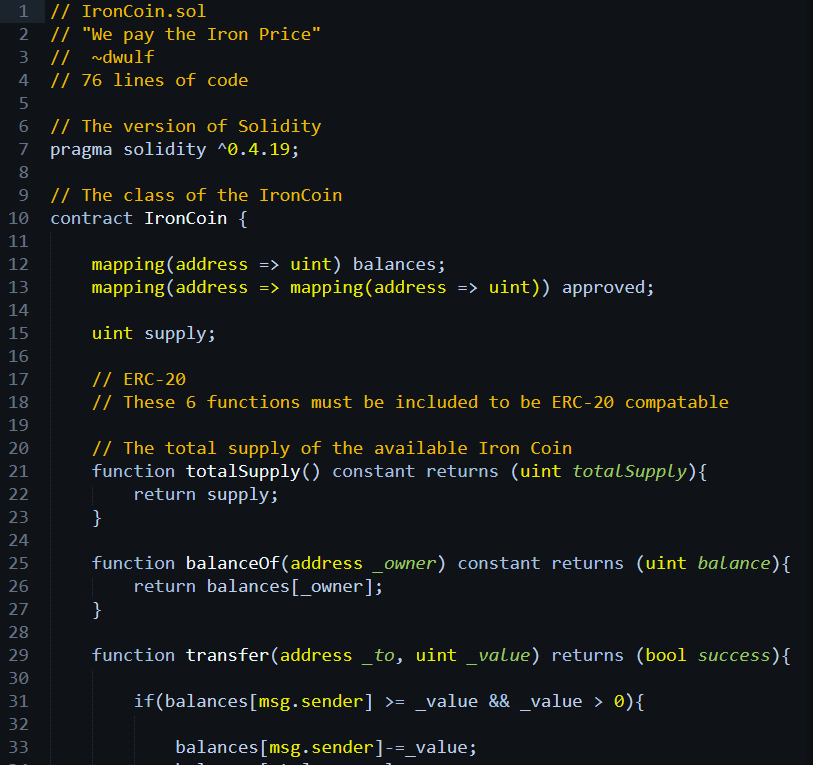 1 // IronCoin.sol
2 // "We pay the Iron Price"
3 //  ~dwulf
4 // 76 lines of code
5
6 // The version of Solidity
7 pragma solidity ^0.4.19;
8
9 // The class of the IronCoin
10 contract IronCoin {
11
12     mapping(address => uint) balances;
13     mapping(address => mapping(address => uint)) approved;
14
15     uint supply;
16
17     // ERC-20
18     // These 6 functions must be included to be ERC-20 compatable
19
20     // The total supply of the available Iron Coin
21     function totalSupply() constant returns (uint totalSupply){
22         return supply;
23     }
24
25     function balanceOf(address _owner) constant returns (uint balance){
26         return balances[_owner];
27     }
28
29     function transfer(address _to, uint _value) returns (bool success){
30
31         if(balances[msg.sender] >= _value && _value > 0){
32
33             balances[msg.sender]-=_value;